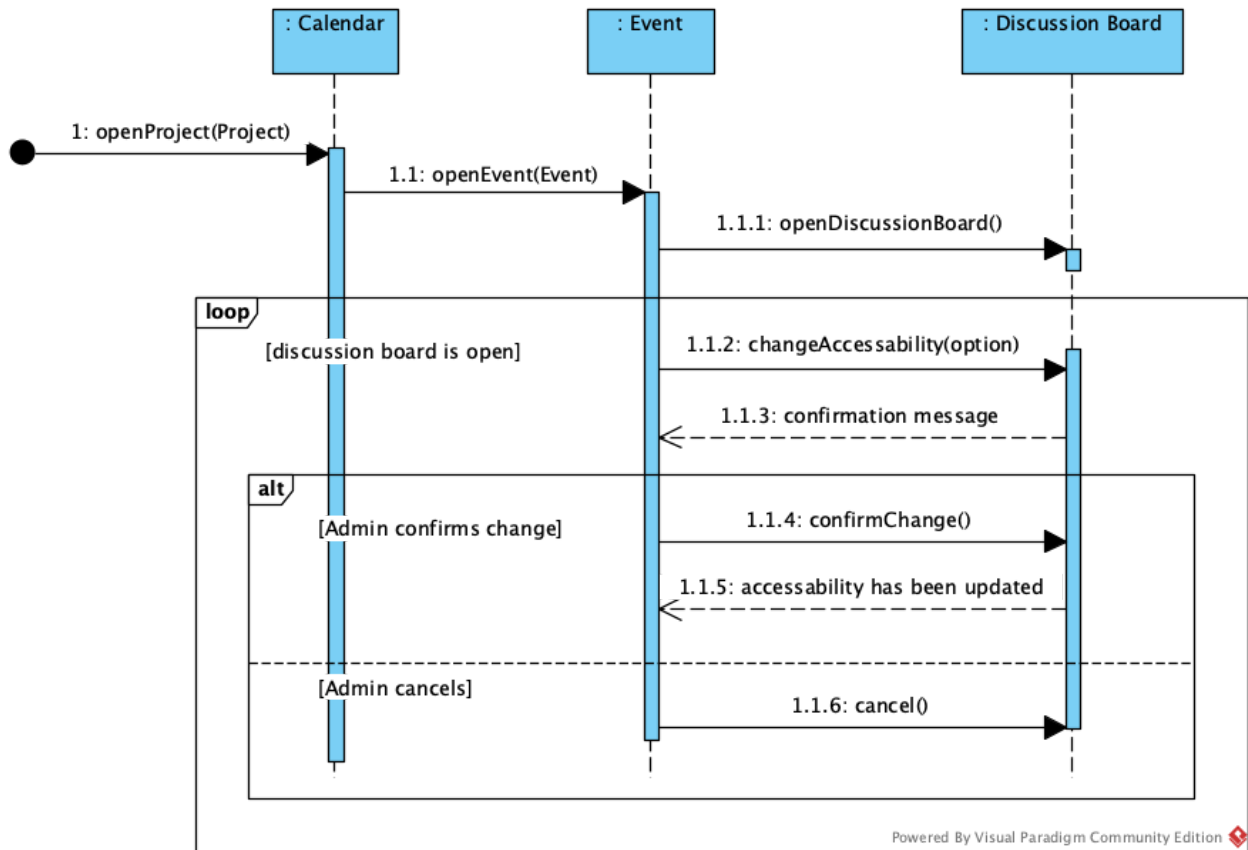 : Calendar
: Event
: Discussion Board
1: openProject(Project)
1.1: openEvent(Event)
1.1.1: openDiscussionBoard()
loop
[discussion board is open]
1.1.2: changeAccessability(option)
1.1.3: confirmation message
alt
[Admin confirms change]
1.1.4: confirmChange()
1.1.5: accessability has been updated
[Admin cancels]
1.1.6: cancel()
Powered By Visual Paradigm Community Edition